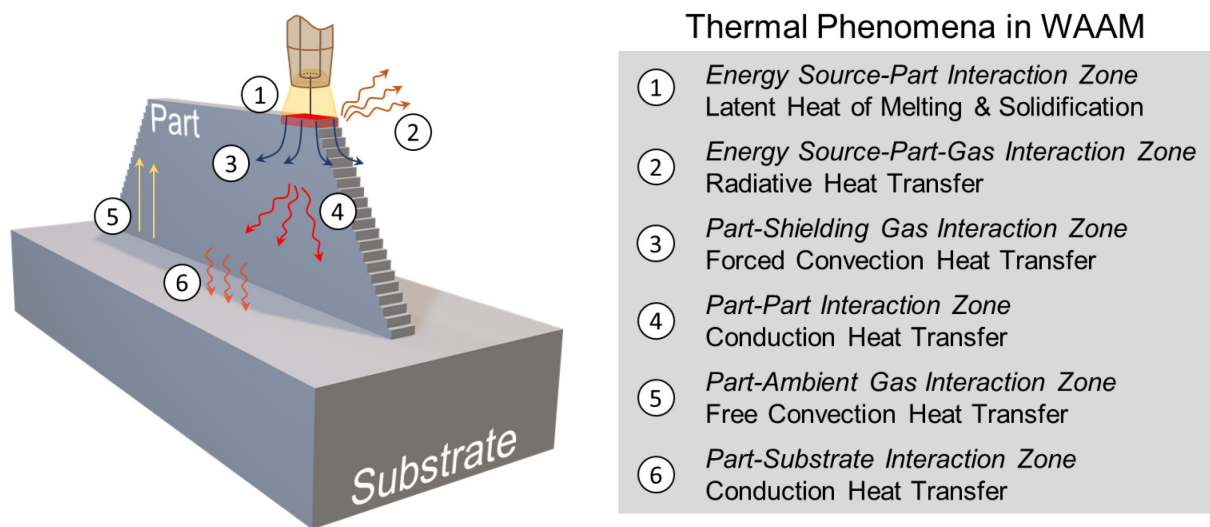 Thermal Phenomena in WAAM
Part
Substrate
1
2
3
4
5
6
1
Energy Source-Part Interaction Zone
Latent Heat of Melting & Solidification
2
Energy Source-Part-Gas Interaction Zone
Radiative Heat Transfer
3
Part-Shielding Gas Interaction Zone
Forced Convection Heat Transfer
4
Part-Part Interaction Zone
Conduction Heat Transfer
5
Part-Ambient Gas Interaction Zone
Free Convection Heat Transfer
6
Part-Substrate Interaction Zone
Conduction Heat Transfer